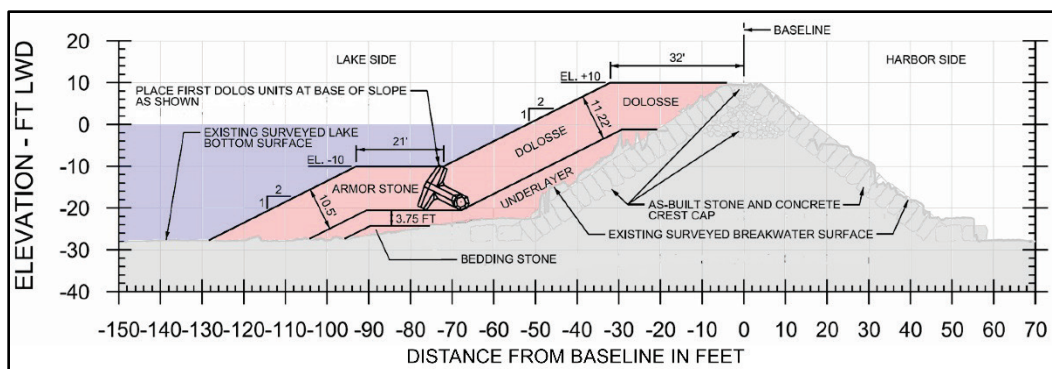 BASELINE
LAKE SIDE
HARBOR SIDE
32'
EL. +10
PLACE FIRST DOLOS UNITS AT BASE OF SLOPE
AS SHOWN
2
1
11.22'
DOLOSSE
DOLOSSE
EXISTING SURVEYED LAKE
BOTTOM SURFACE
21'
EL. -10
2
1
ARMOR STONE
10.5'
UNDERLAYER
3.75 FT
BEDDING STONE
AS-BUILT STONE AND CONCRETE
CREST CAP
EXISTING SURVEYED BREAKWATER SURFACE
ELEVATION - FT LWD
20
10
0
-10
-20
-30
-40
-150 -140 -130 -120 -110 -100 -90 -80 -70 -60 -50 -40 -30 -20 -10 0 10 20 30 40 50 60 70
DISTANCE FROM BASELINE IN FEET